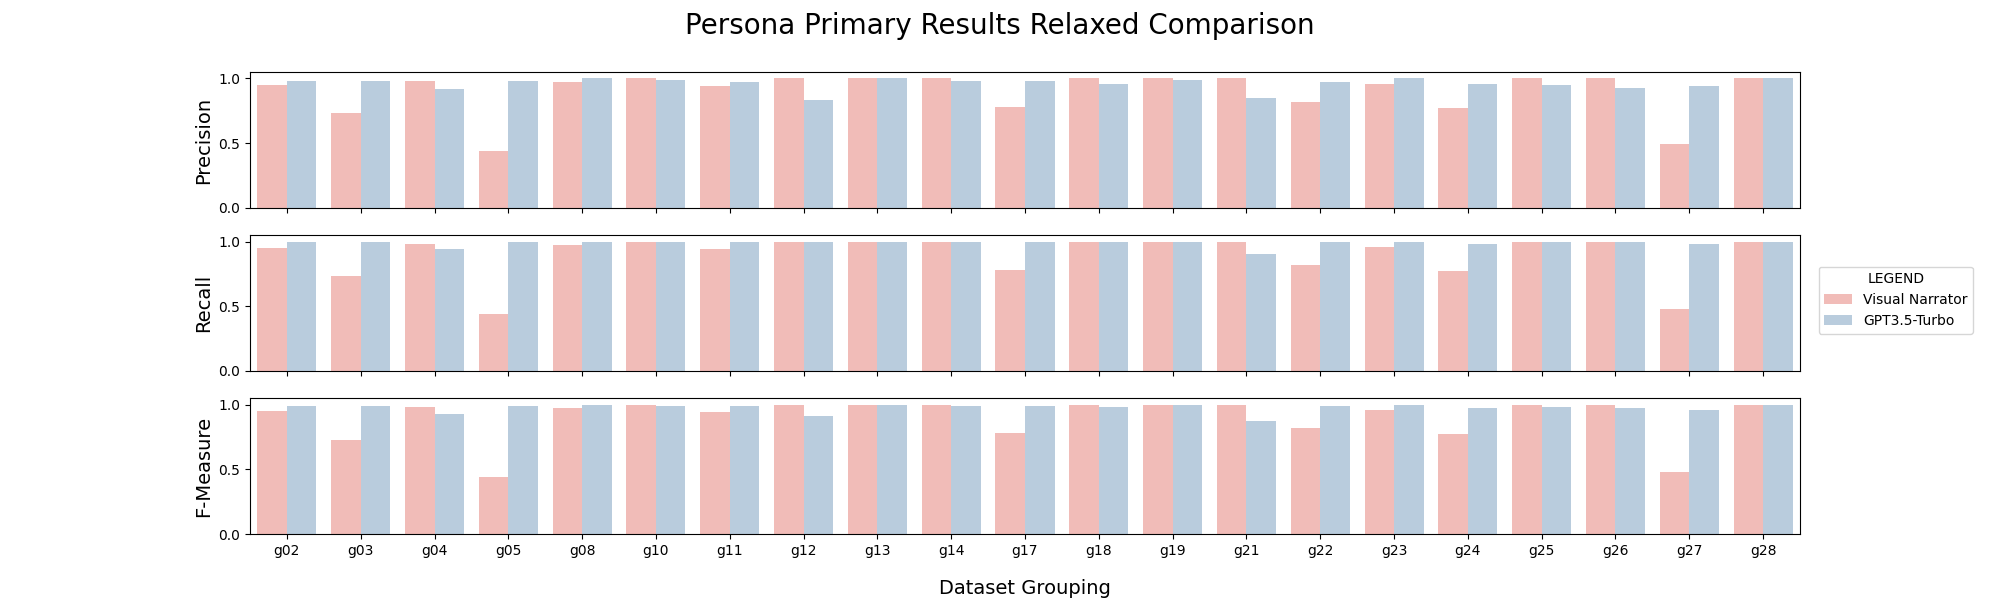 Persona Primary Results Relaxed Comparison
Precision
1.0
0.5
0.0
Recall
1.0
0.5
0.0
LEGEND
Visual Narrator
GPT3.5-Turbo
F-Measure
1.0
0.5
0.0
g02 g03 g04 g05 g08 g10 g11 g12 g13 g14 g17 g18 g19 g21 g22 g23 g24 g25 g26 g27 g28
Dataset Grouping